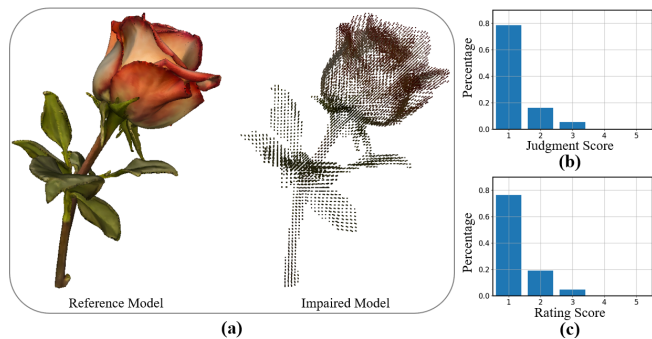 Reference Model
Impaired Model
(a)
Percentage
0.8
0.6
0.4
0.2
0.0
1 2 3 4 5
Judgment Score
(b)
Percentage
0.8
0.6
0.4
0.2
0.0
1 2 3 4 5
Rating Score
(c)